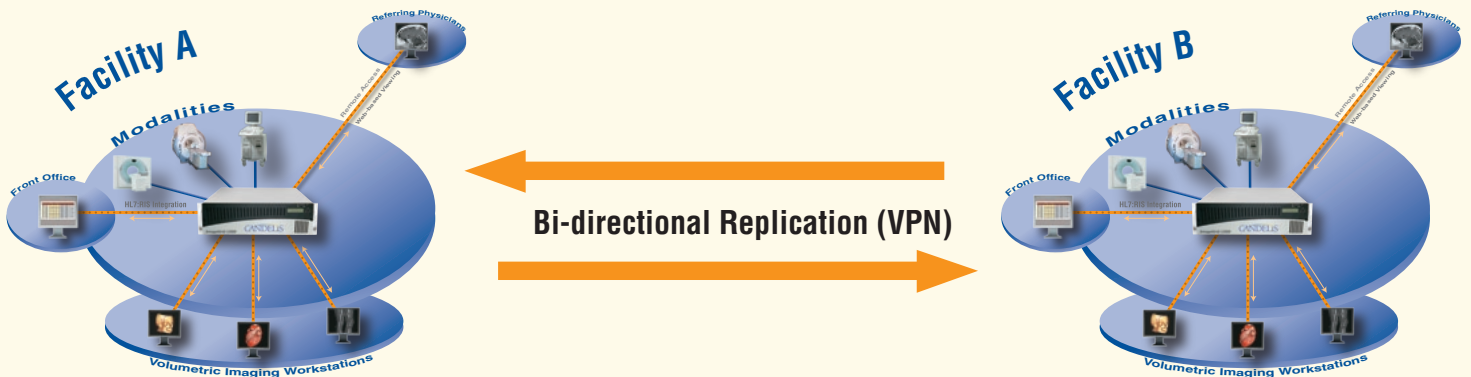 Referring Physicians
Facility A
Remote Access
Web-based Viewing
Modalities
Front Office
HL7:RIS Integration
CANDELiS
Volumetric Imaging Workstations
Bi-directional Replication (VPN)
Referring Physicians
Facility B
Remote Access
Web-based Viewing
Modalities
Front Office
HL7:RIS Integration
CANDELiS
Volumetric Imaging Workstations